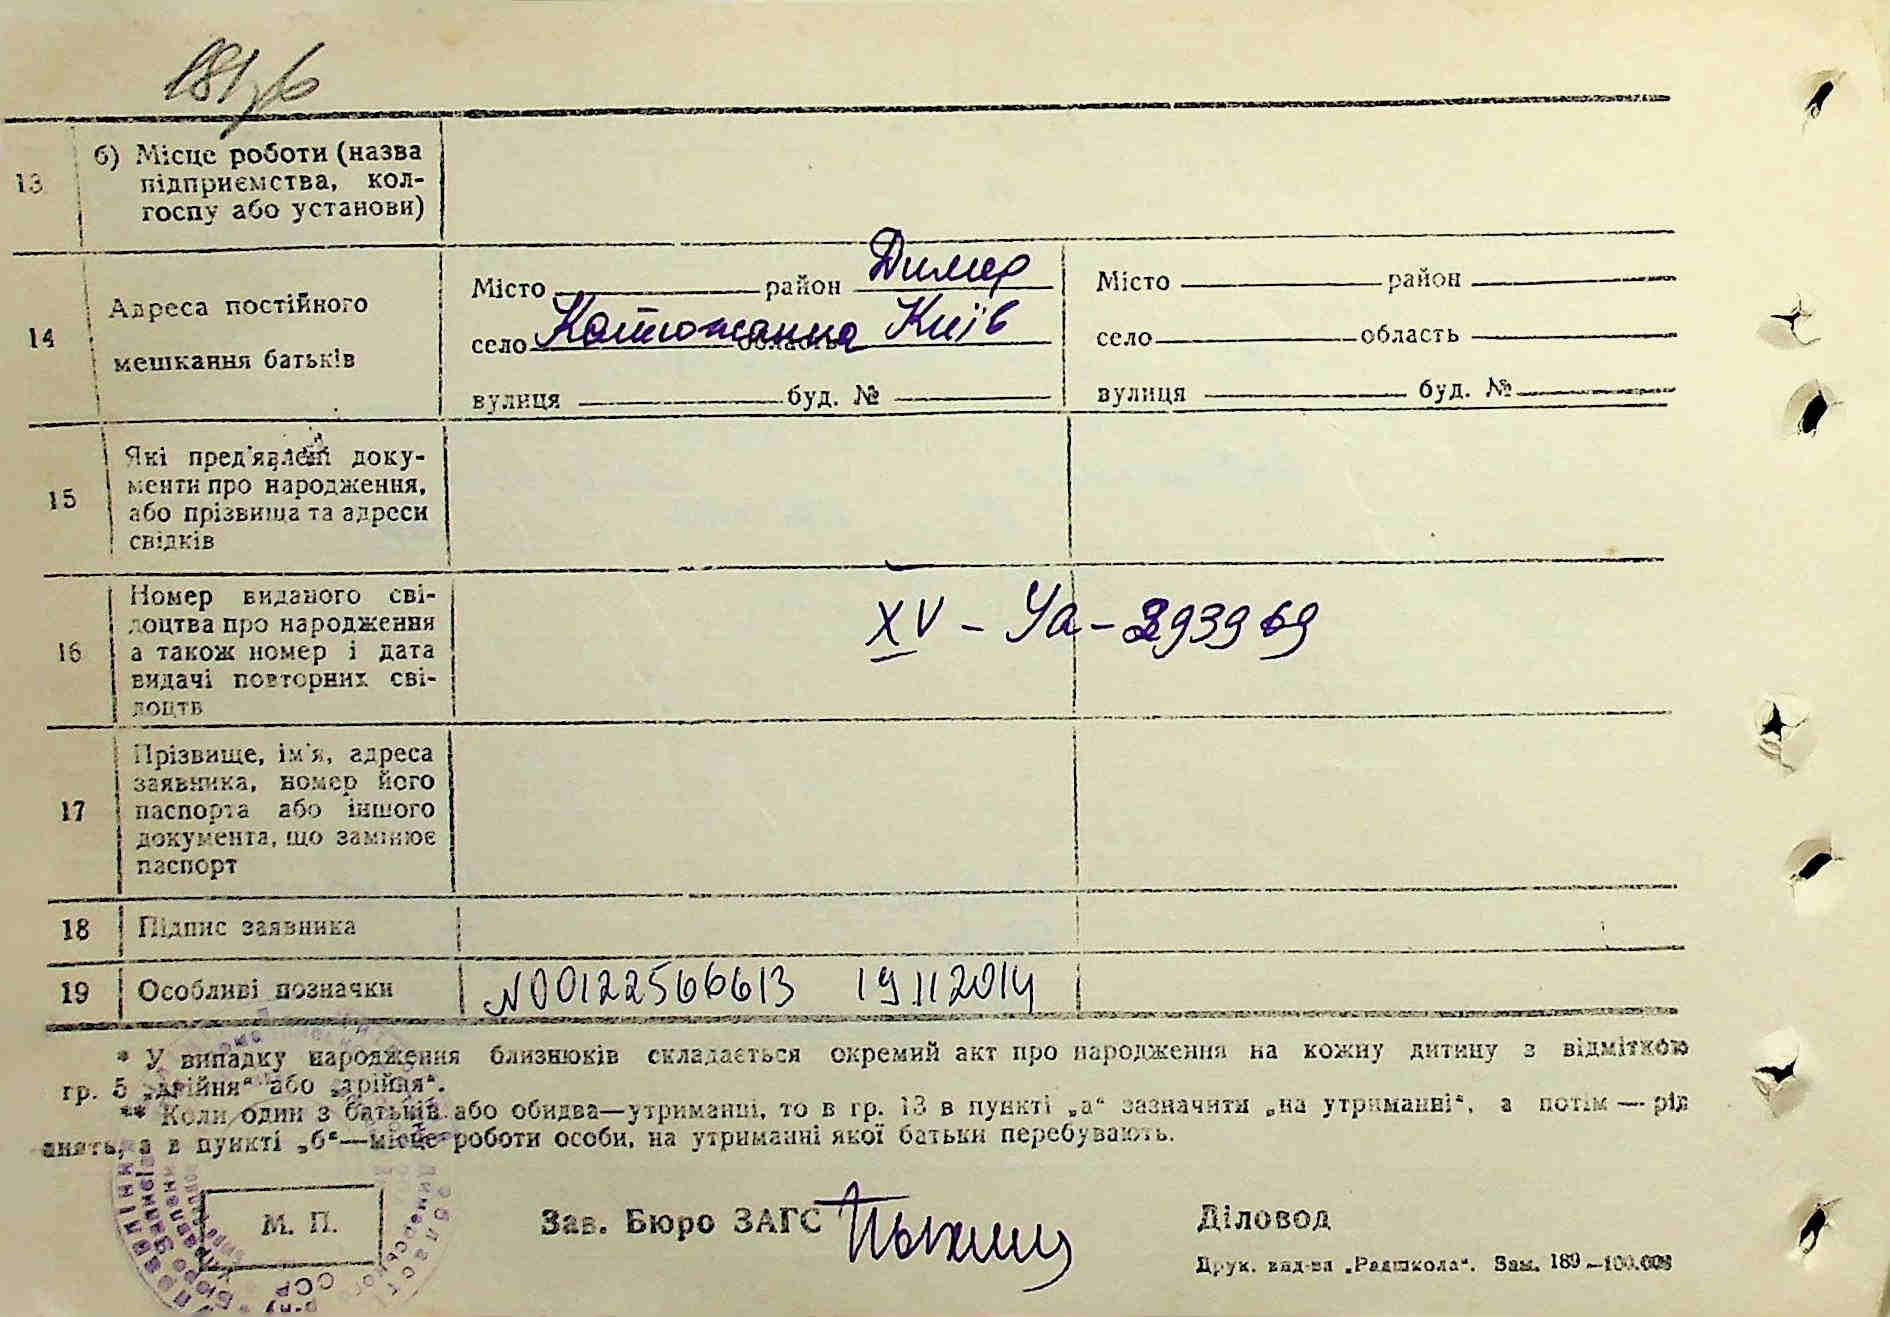 13
б) Місце роботи (назва
підприємства, кол-
госпу або установи)
14
Адреса постійного
мешкання батьків
Місто район Димер
село Катюжанка область Київ
вулиця буд. №
Місто район
село область
вулиця буд. №
15
Які пред'явлені доку-
менти про народження,
або прізвища та адреси
свідків
16
Номер виданого сві-
доцтва про народження
а також номер і дата
видачі повторних сві-
доцтв
XV - Уа - 393969
17
Прізвище, ім'я, адреса
заявника, номер його
паспорта або іншого
документа, що замінює
паспорт
18
Підпис заявника
19
Особливі позначки
N00122566613 19 11 2014
* У випадку народження близнюків складається окремий акт про народження на кожну дитину з відміткою
гр. 5 „двійня“ або „трійня“.
** Коли один з батьків або обидва—утриманці, то в гр. 13 в пункті „а“ зазначити „на утриманні“, а потім — рід
анять, а в пункті „б“—місце роботи особи, на утриманні якої батьки перебувають.
М. П.
Зав. Бюро ЗАГС
Діловод
Друк. вид-ва „Радшкола“. Зам. 189—100.000